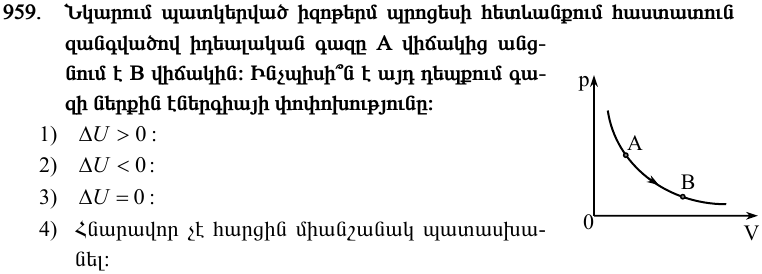 959. Նկարում պատկերված իզոթերմ պրոցեսի հետևանքում հաստատուն
զանգվածով իդեալական գազը A վիճակից անց-
նում է B վիճակին: Ինչպիսի՞ն է այդ դեպքում գա-
զի ներքին էներգիայի փոփոխությունը:
1) ΔU > 0 :
2) ΔU < 0 :
3) ΔU = 0 :
4) Հնարավոր չէ հարցին միանշանակ պատասխա-
նել:
p
A
B
0
V